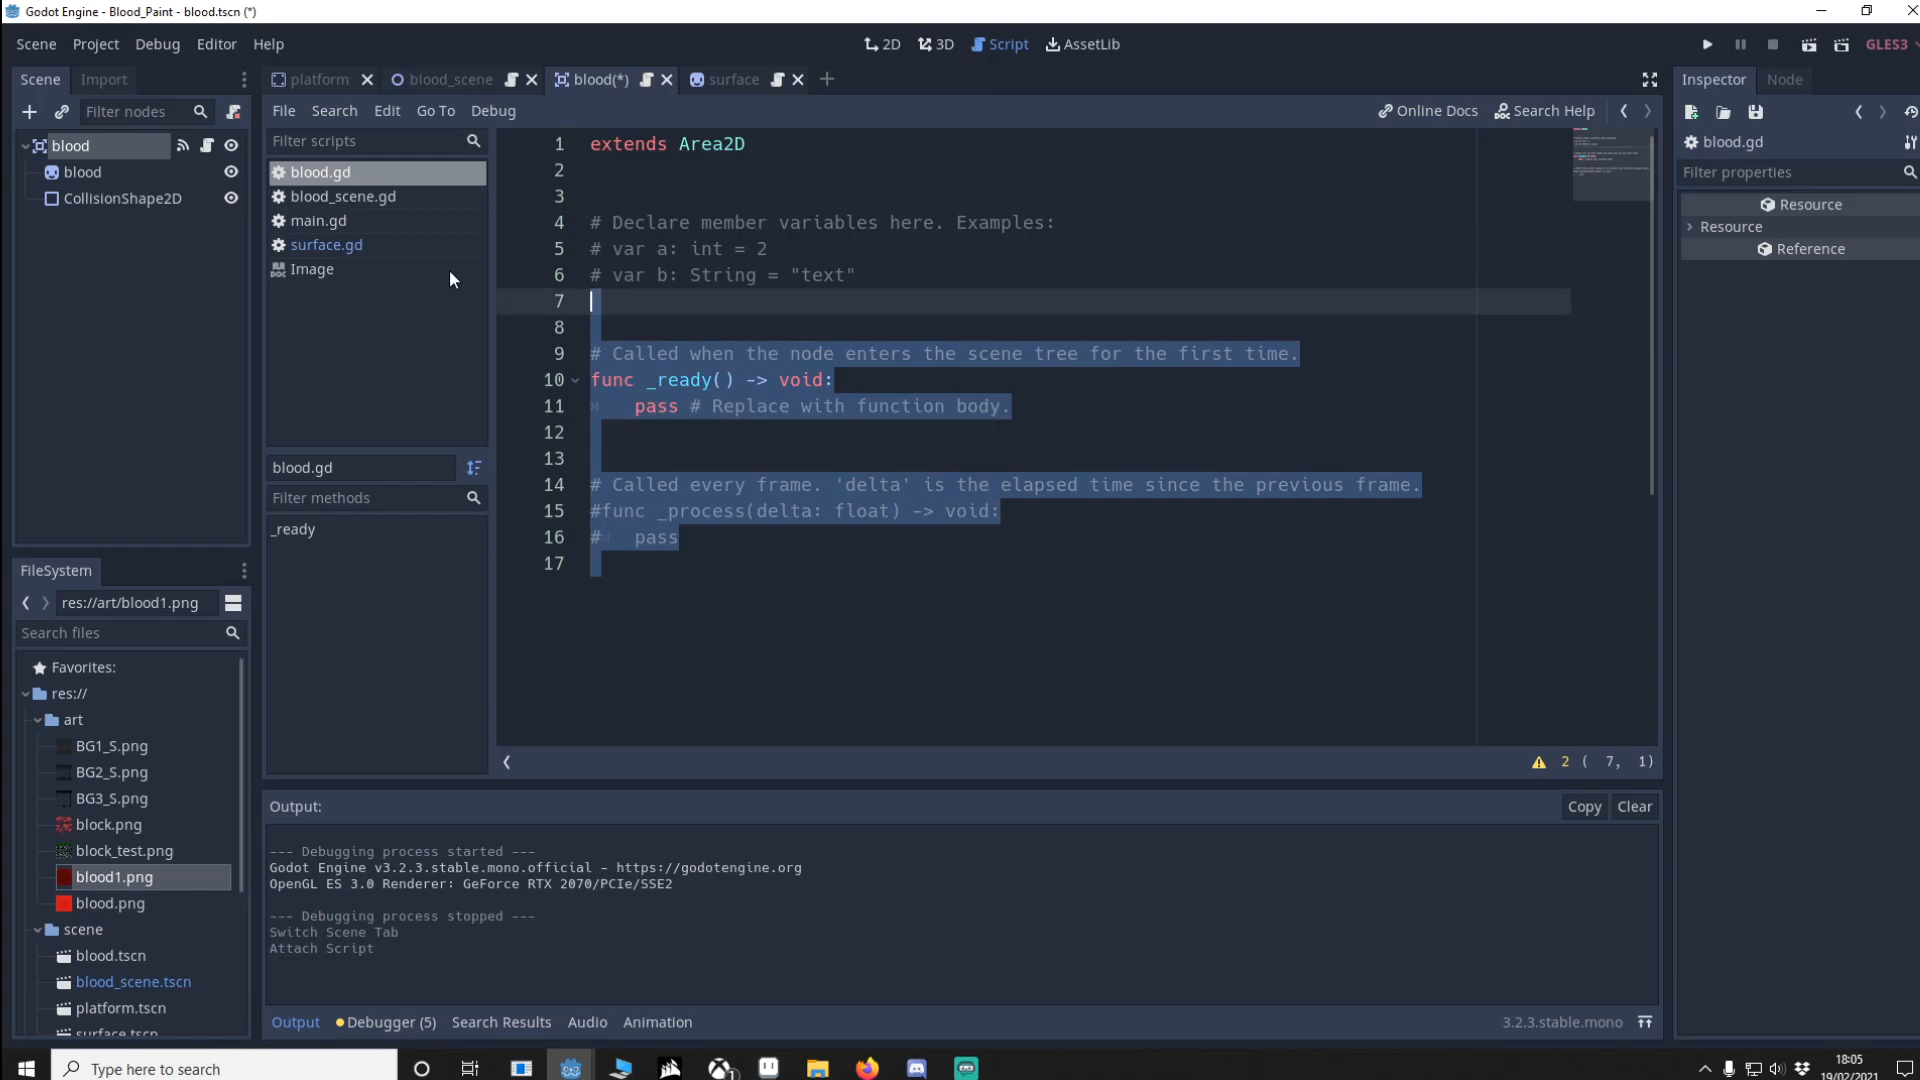 Godot Engine - Blood_Paint - blood.tscn (*)
Scene Project Debug Editor Help
2D 3D Script AssetLib
GLES3
Scene Import
platform blood_scene blood(*) surface
Inspector Node
Filter nodes
File Search Edit Go To Debug
Online Docs Search Help
blood
blood
CollisionShape2D
Filter scripts
blood.gd
blood_scene.gd
main.gd
surface.gd
Image
blood.gd
Filter methods
_ready
1 extends Area2D
2
3
4 # Declare member variables here. Examples:
5 # var a: int = 2
6 # var b: String = "text"
7
8
9 # Called when the node enters the scene tree for the first time.
10 func _ready() -> void:
11 pass # Replace with function body.
12
13
14 # Called every frame. 'delta' is the elapsed time since the previous frame.
15 #func _process(delta: float) -> void:
16 # pass
17
2 ( 7, 1)
blood.gd
Filter properties
Resource
Resource
Reference
FileSystem
res://art/blood1.png
Search files
Favorites:
res://
art
BG1_S.png
BG2_S.png
BG3_S.png
block.png
block_test.png
blood1.png
blood.png
scene
blood.tscn
blood_scene.tscn
platform.tscn
surface.tscn
Output:
Copy Clear
--- Debugging process started ---
Godot Engine v3.2.3.stable.mono.official - https://godotengine.org
OpenGL ES 3.0 Renderer: GeForce RTX 2070/PCIe/SSE2
--- Debugging process stopped ---
Switch Scene Tab
Attach Script
Output Debugger (5) Search Results Audio Animation
3.2.3.stable.mono
Type here to search
1
18:05
19/02/2021